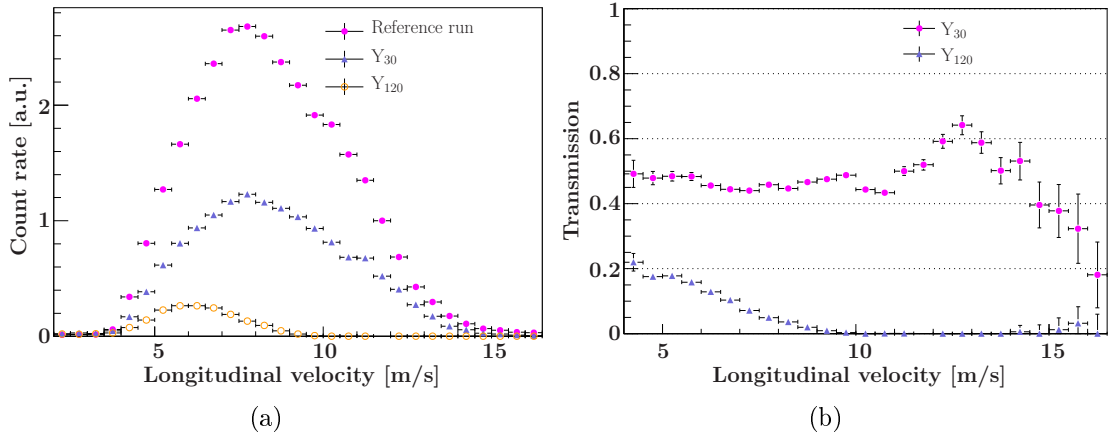 Count rate [a.u.]
2
1
0
Reference run
Y₃₀
Y₁₂₀
5
10
15
Longitudinal velocity [m/s]
(a)
Transmission
1
0.8
0.6
0.4
0.2
0
Y₃₀
Y₁₂₀
5
10
15
Longitudinal velocity [m/s]
(b)